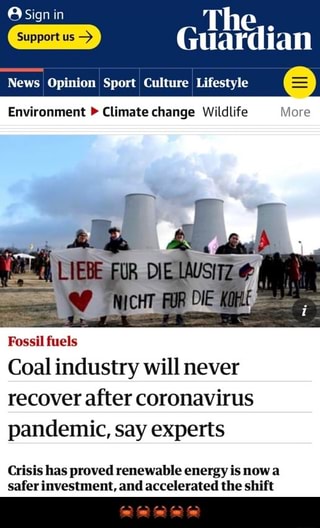 Sign in
Support us →
The
Guardian
News Opinion Sport Culture Lifestyle
Environment ▶ Climate change Wildlife More
LIEBE FÜR DIE LAUSITZ
NICHT FÜR DIE KOHLE
i
Fossil fuels
Coal industry will never
recover after coronavirus
pandemic, say experts
Crisis has proved renewable energy is now a
safer investment, and accelerated the shift